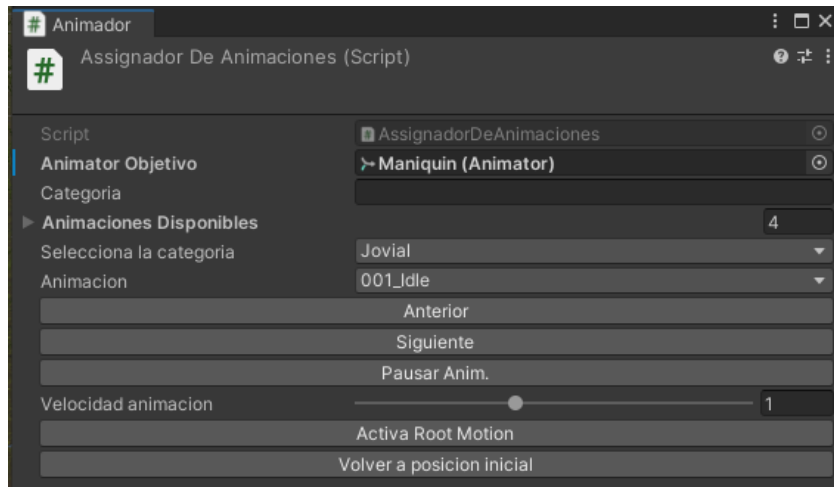 Animador
Assignador De Animaciones (Script)
Script AssignadorDeAnimaciones
Animator Objetivo Maniquin (Animator)
Categoria
Animaciones Disponibles 4
Selecciona la categoria Jovial
Animacion 001_Idle
Anterior
Siguiente
Pausar Anim.
Velocidad animacion 1
Activa Root Motion
Volver a posicion inicial